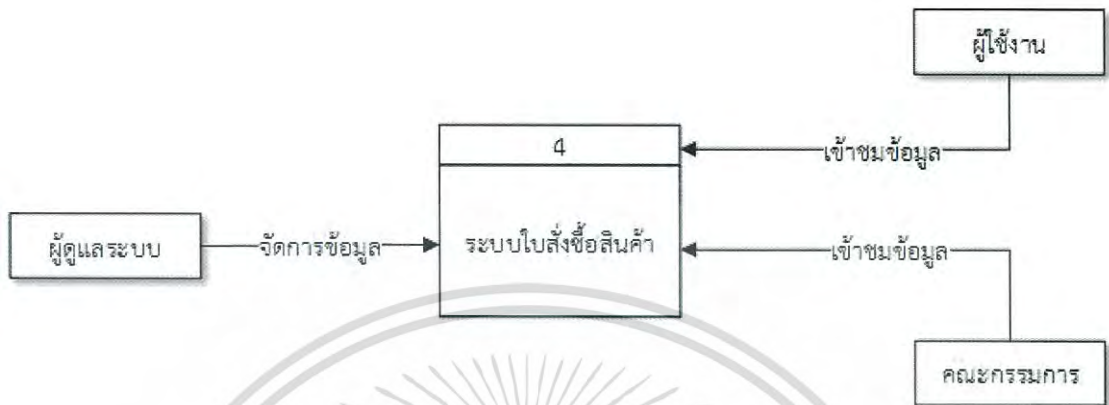 ผู้ใช้งาน
4
เข้าชมข้อมูล
ผู้ดูแลระบบ
จัดการข้อมูล
ระบบใบสั่งซื้อสินค้า
เข้าชมข้อมูล
คณะกรรมการ